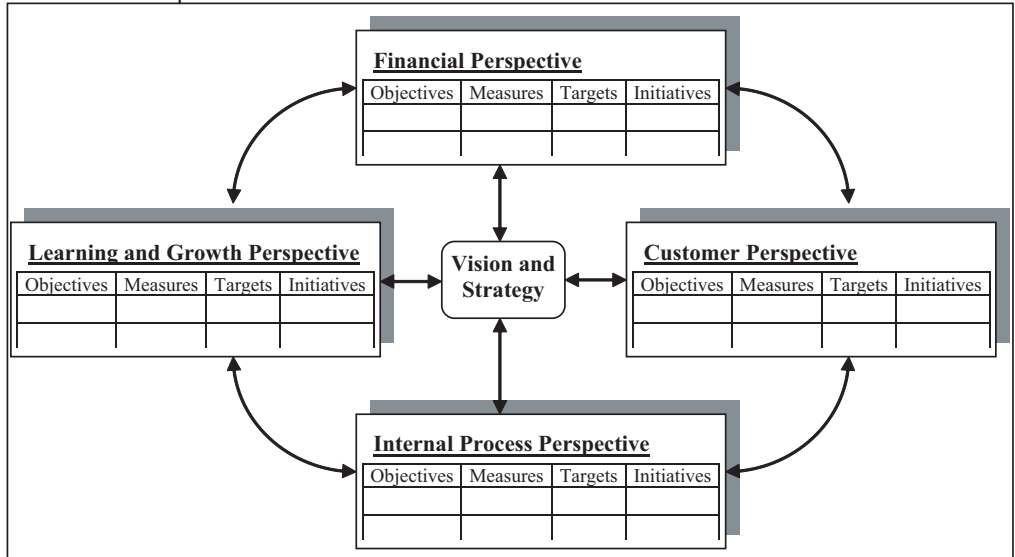 Financial Perspective
Objectives Measures Targets Initiatives
Learning and Growth Perspective
Objectives Measures Targets Initiatives
Vision and
Strategy
Customer Perspective
Objectives Measures Targets Initiatives
Internal Process Perspective
Objectives Measures Targets Initiatives